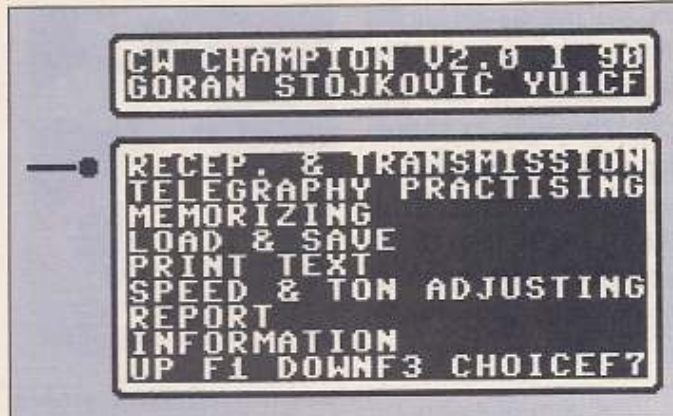 CW CHAMPION V2.0 I 90
GORAN STOJKOVIC YU1CF
RECEP. & TRANSMISSION
TELEGRAPHY PRACTISING
MEMORIZING
LOAD & SAVE
PRINT TEXT
SPEED & TON ADJUSTING
REPORT
INFORMATION
UP F1 DOWNF3 CHOICEF7